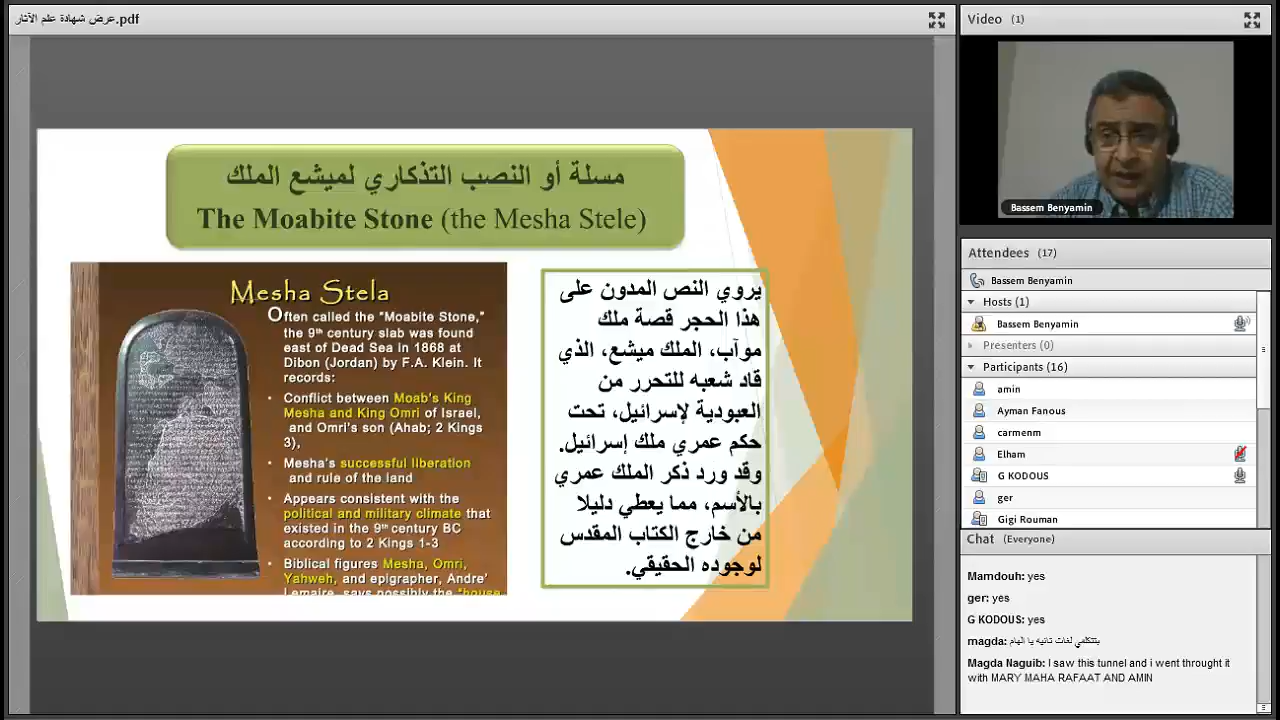 عرض شهادة علم الآثار.pdf
مسلة أو النصب التذكاري لميشع الملك
The Moabite Stone (the Mesha Stele)
Mesha Stela
Often called the "Moabite Stone,"
the 9th century slab was found
east of Dead Sea in 1868 at
Dibon (Jordan) by F.A. Klein. It
records:
• Conflict between Moab's King
Mesha and King Omri of Israel,
and Omri's son (Ahab; 2 Kings
3),
• Mesha's successful liberation
and rule of the land
• Appears consistent with the
political and military climate that
existed in the 9th century BC
according to 2 Kings 1-3
• Biblical figures Mesha, Omri,
Yahweh, and epigrapher, Andre'
Lemaire, says possibly the "house
يروي النص المدون على
هذا الحجر قصة ملك
موآب، الملك ميشع، الذي
قاد شعبه للتحرر من
العبودية لإسرائيل، تحت
حكم عمري ملك إسرائيل.
وقد ورد ذكر الملك عمري
بالأسم، مما يعطي دليلا
من خارج الكتاب المقدس
لوجوده الحقيقي.
Video (1)
Bassem Benyamin
Attendees (17)
Bassem Benyamin
Hosts (1)
Bassem Benyamin
Presenters (0)
Participants (16)
amin
Ayman Fanous
carmenm
Elham
G KODOUS
ger
Gigi Rouman
Chat (Everyone)
Mamdouh: yes
ger: yes
G KODOUS: yes
magda: بتتكلمي لغات تانيه يا الهام
Magda Naguib: I saw this tunnel and i went throught it
with MARY MAHA RAFAAT AND AMIN